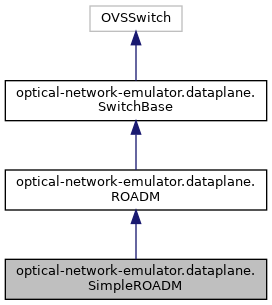 OVSSwitch
optical-network-emulator.dataplane.
SwitchBase
optical-network-emulator.dataplane.
ROADM
optical-network-emulator.dataplane.
SimpleROADM